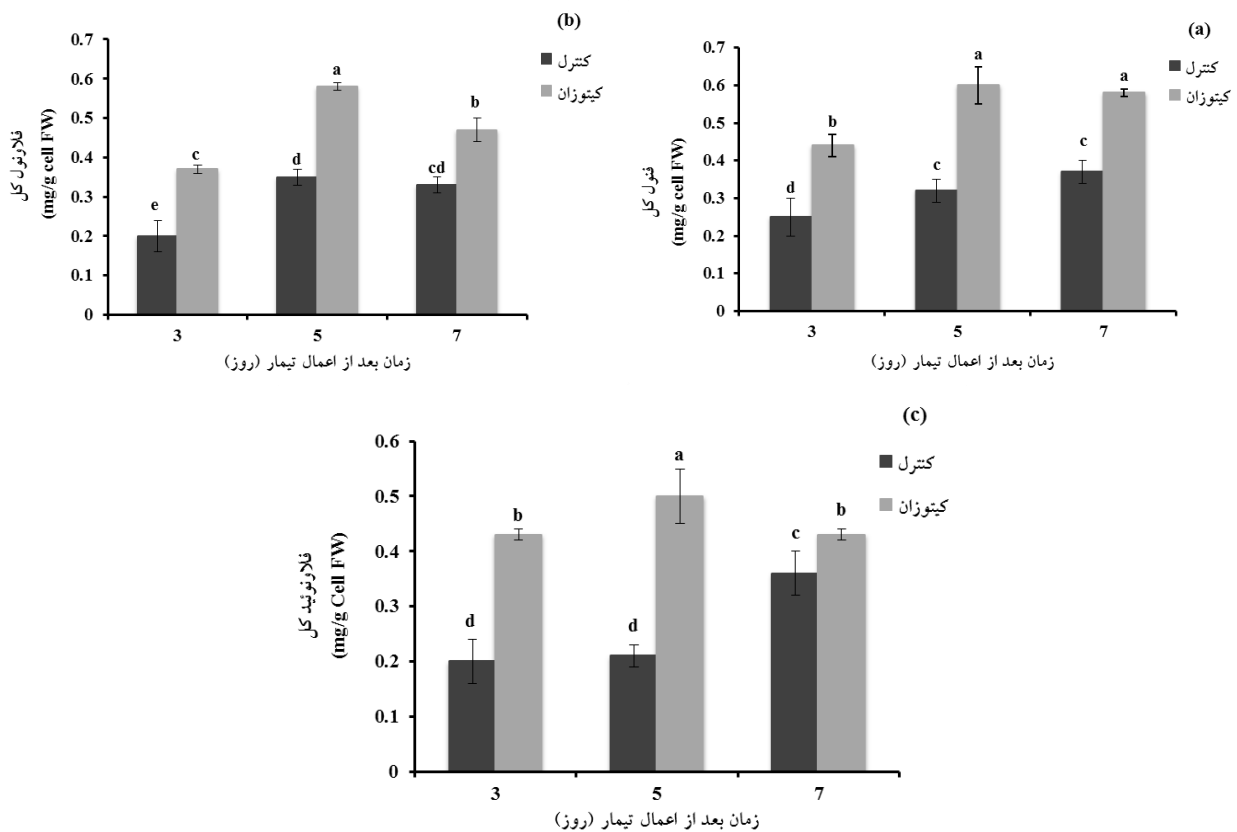 (b)
0.7
0.6
0.5
0.4
0.3
0.2
0.1
0
فلاونول کل
(mg/g cell FW)
کنترل
کیتوزان
e
c
d
a
cd
b
3
5
7
زمان بعد از اعمال تیمار (روز)
(a)
0.7
0.6
0.5
0.4
0.3
0.2
0.1
0
فنول کل
(mg/g cell FW)
کنترل
کیتوزان
d
b
c
a
c
a
3
5
7
زمان بعد از اعمال تیمار (روز)
(c)
0.6
0.5
0.4
0.3
0.2
0.1
0
فلاونوئید کل
(mg/g Cell FW)
کنترل
کیتوزان
d
b
d
a
c
b
3
5
7
زمان بعد از اعمال تیمار (روز)